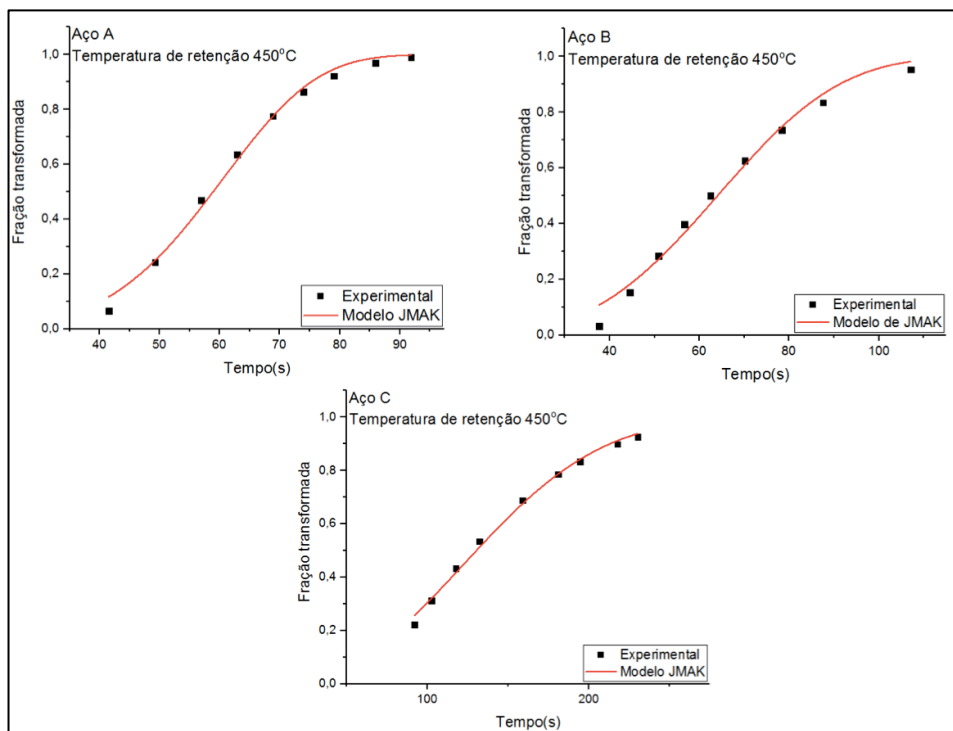 Aço A
Temperatura de retenção 450°C
1,0
0,8
0,6
0,4
0,2
0,0
Fração transformada
Experimental
Modelo JMAK
40 50 60 70 80 90
Tempo(s)
Aço B
Temperatura de retenção 450°C
1,0
0,8
0,6
0,4
0,2
0,0
Fração transformada
Experimental
Modelo de JMAK
40 60 80 100
Tempo(s)
Aço C
Temperatura de retenção 450°C
1,0
0,8
0,6
0,4
0,2
0,0
Fração transformada
Experimental
Modelo JMAK
100 200
Tempo(s)